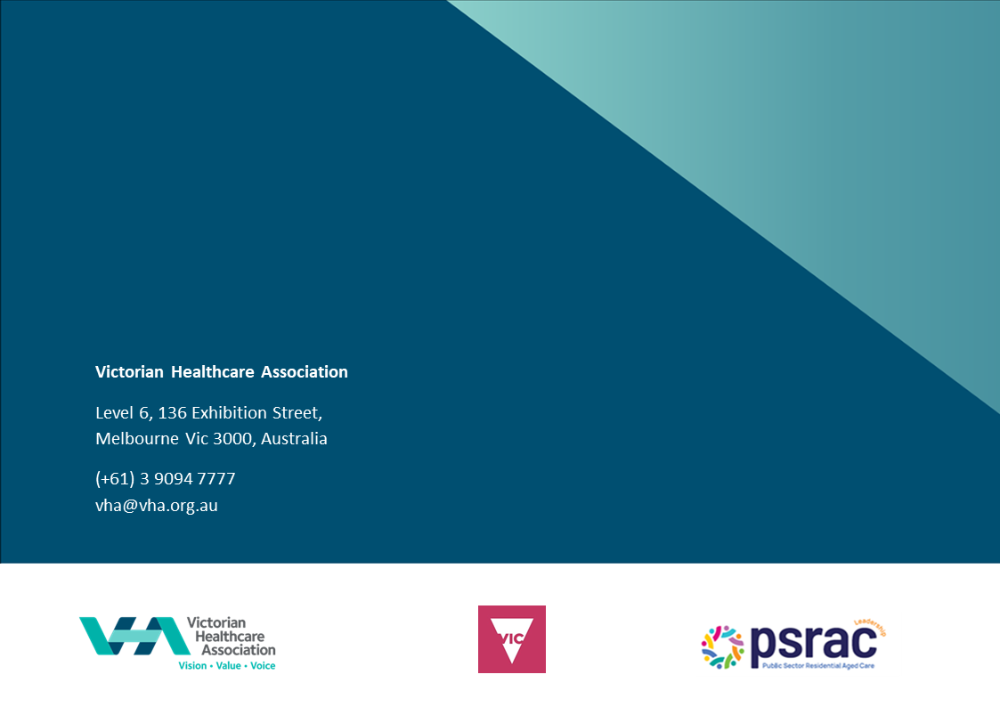 Victorian Healthcare Association
Level 6, 136 Exhibition Street,
Melbourne Vic 3000, Australia
(+61) 3 9094 7777
vha@vha.org.au
VHA
Victorian
Healthcare
Association
Vision • Value • Voice
VIC
Leadership
psrac
Public Sector Residential Aged Care